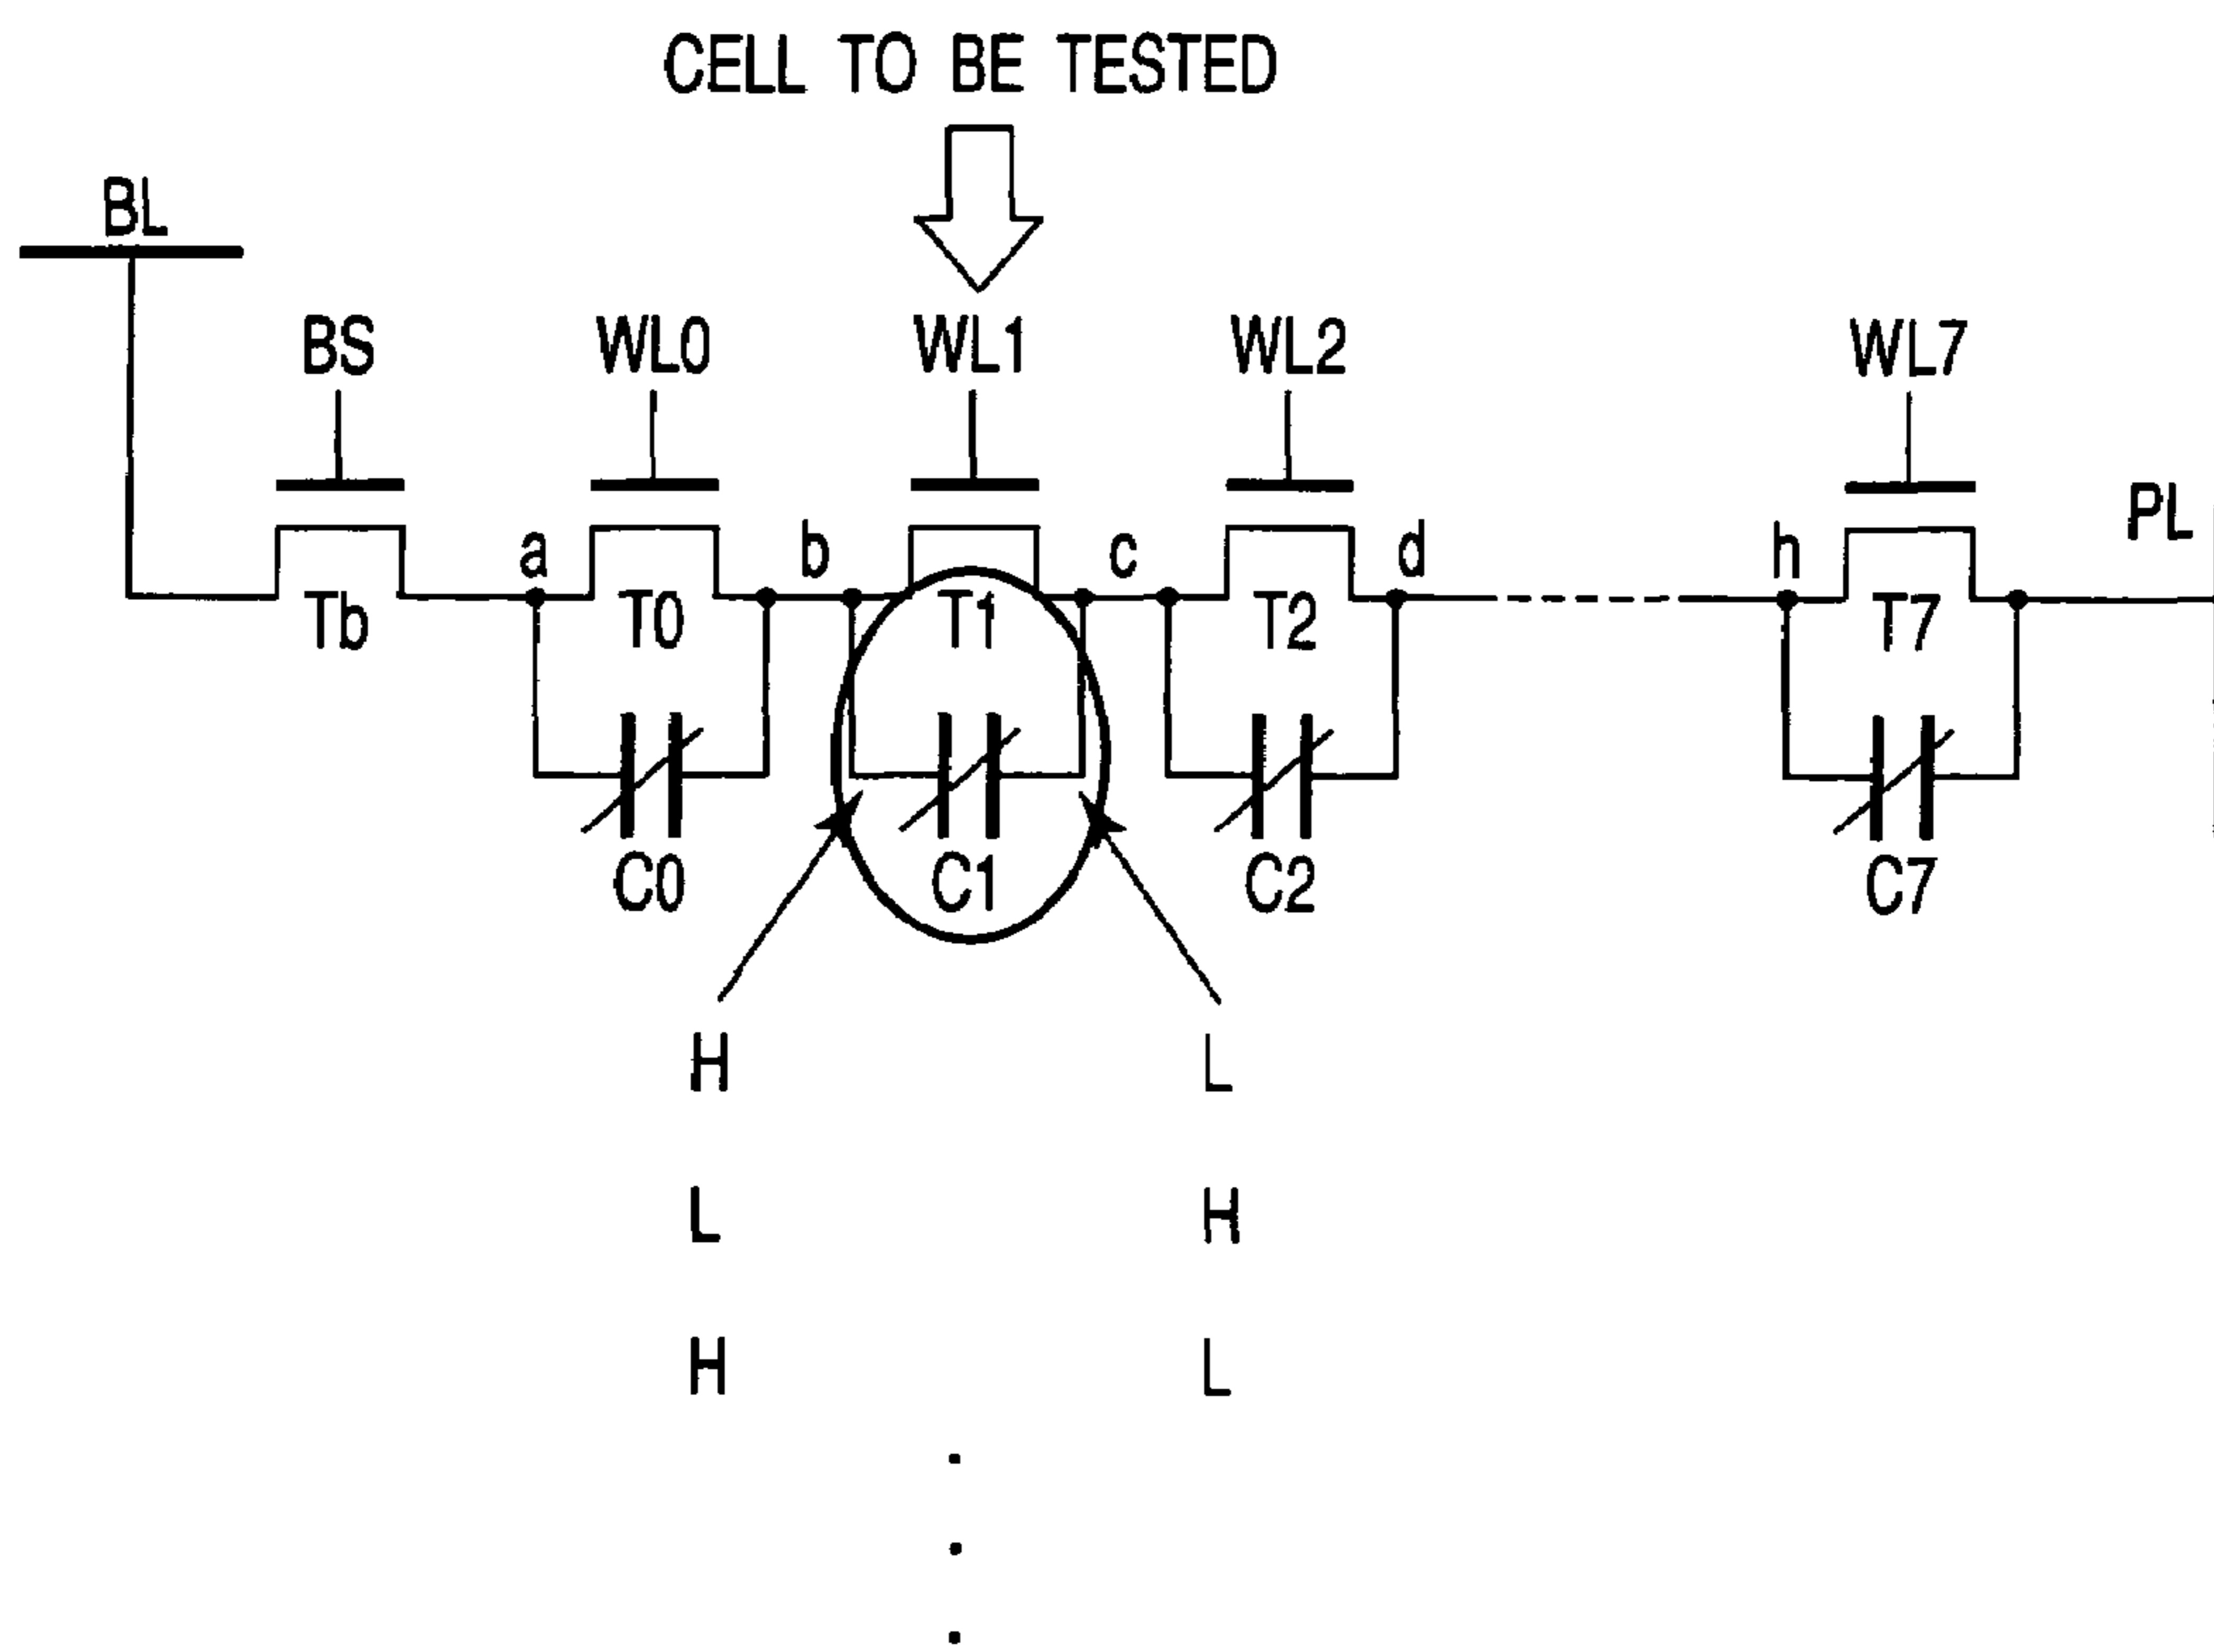 CELL TO BE TESTED
BL
BS WL0 WL1 WL2 WL7
PL
a b c d h
Tb T0 T1 T2 T7
C0 C1 C2 C7
H L
L H
H L